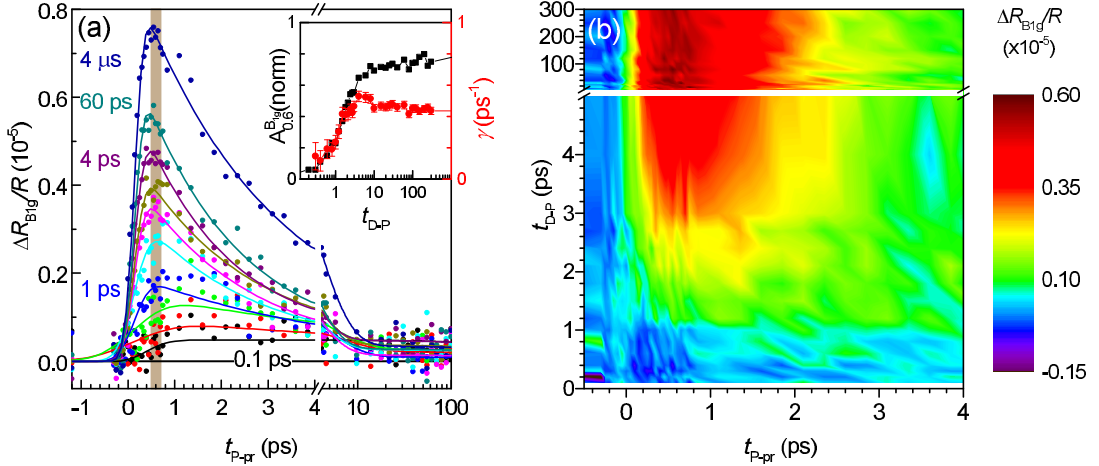 (a)
4 μs
60 ps
4 ps
1 ps
0.1 ps
ΔR_B1g/R (10^-5)
0.8
0.6
0.4
0.2
0.0
-1 0 1 2 3 4 50 100
t_P-pr (ps)
A_0.6^B1g (norm)
1
0
1 10 100
t_D-P
1
0
γ (ps^-1)
(b)
300
200
100
4
3
2
1
0
t_D-P (ps)
0 1 2 3 4
t_P-pr (ps)
ΔR_B1g/R
(x10^-5)
0.60
0.35
0.10
-0.15